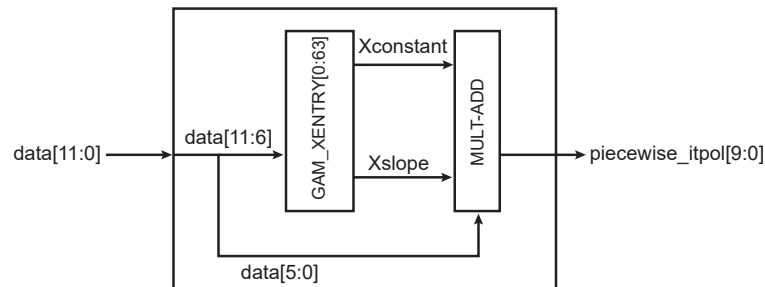 Xconstant
GAM_XENTRY[0:63]
MULT-ADD
data[11:6]
data[11:0]
piecewise_itpol[9:0]
Xslope
data[5:0]